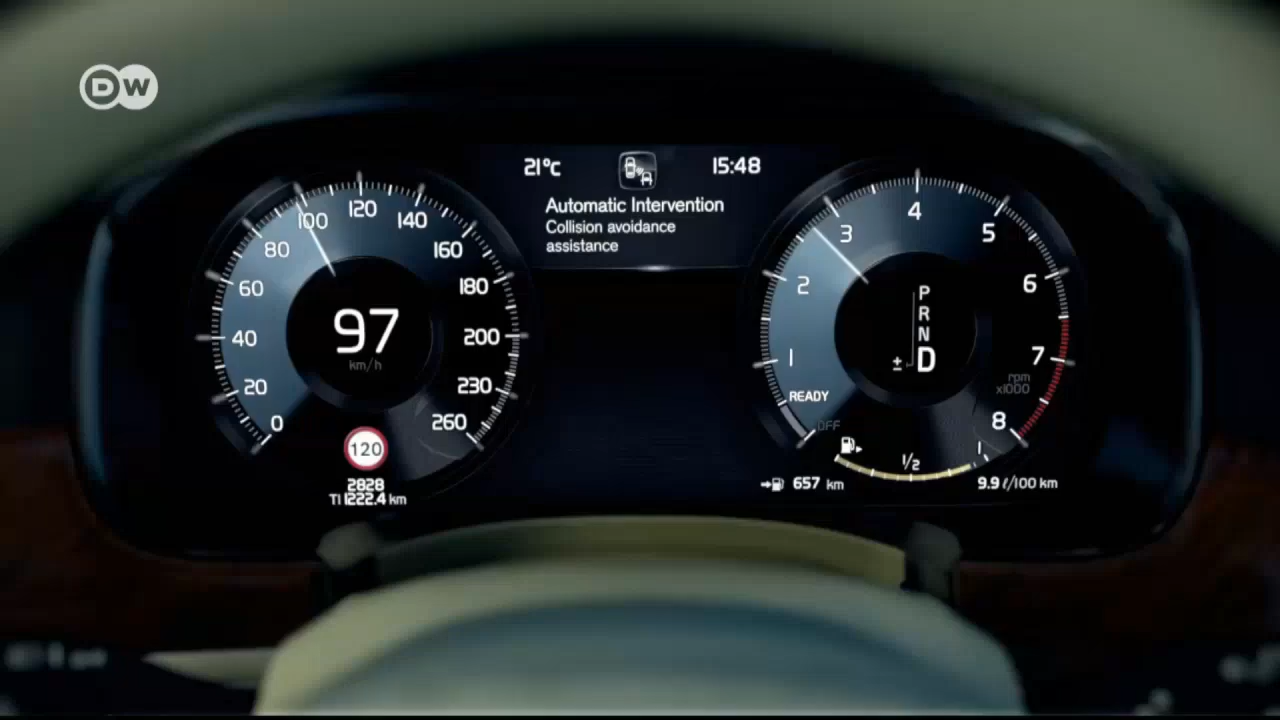 DW
21°C
15:48
Automatic Intervention
Collision avoidance
assistance
0
20
40
60
80
100
120
140
160
180
200
230
260
97
km/h
120
2828
T1 1222.4 km
1
2
3
4
5
6
7
8
P
R
N
± D
rpm
x1000
READY
OFF
1/2
1
657 km
9.9 ℓ/100 km